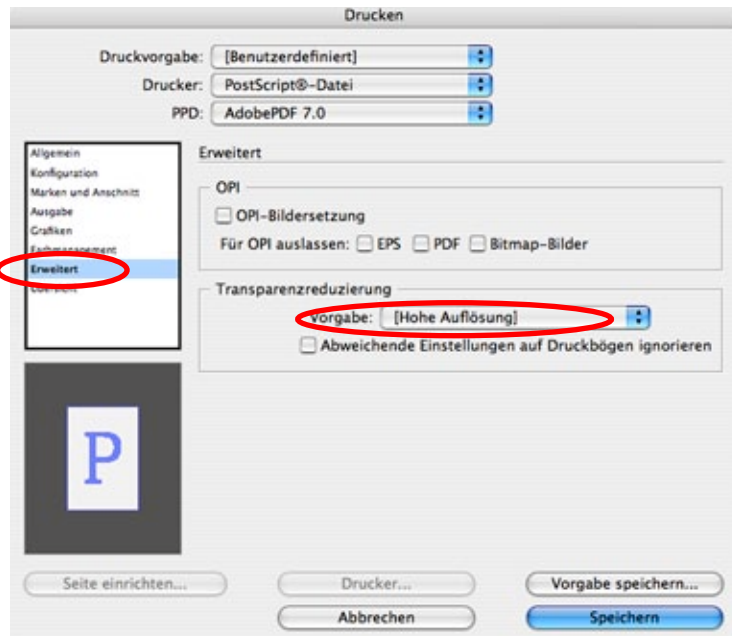 Drucken
Druckvorgabe: [Benutzerdefiniert]
Drucker: PostScript®-Datei
PPD: AdobePDF 7.0
Allgemein
Konfiguration
Marken und Anschnitt
Ausgabe
Grafiken
Farbmanagement
Erweitert
Übersicht
Erweitert
OPI
OPI-Bildersetzung
Für OPI auslassen: EPS PDF Bitmap-Bilder
Transparenzreduzierung
Vorgabe: [Hohe Auflösung]
Abweichende Einstellungen auf Druckbögen ignorieren
P
Seite einrichten... Drucker... Vorgabe speichern...
Abbrechen Speichern